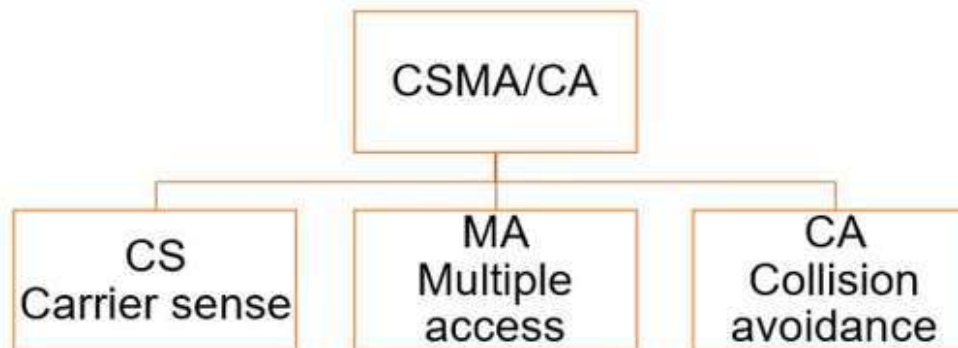 CSMA/CA
CS
Carrier sense
MA
Multiple
access
CA
Collision
avoidance